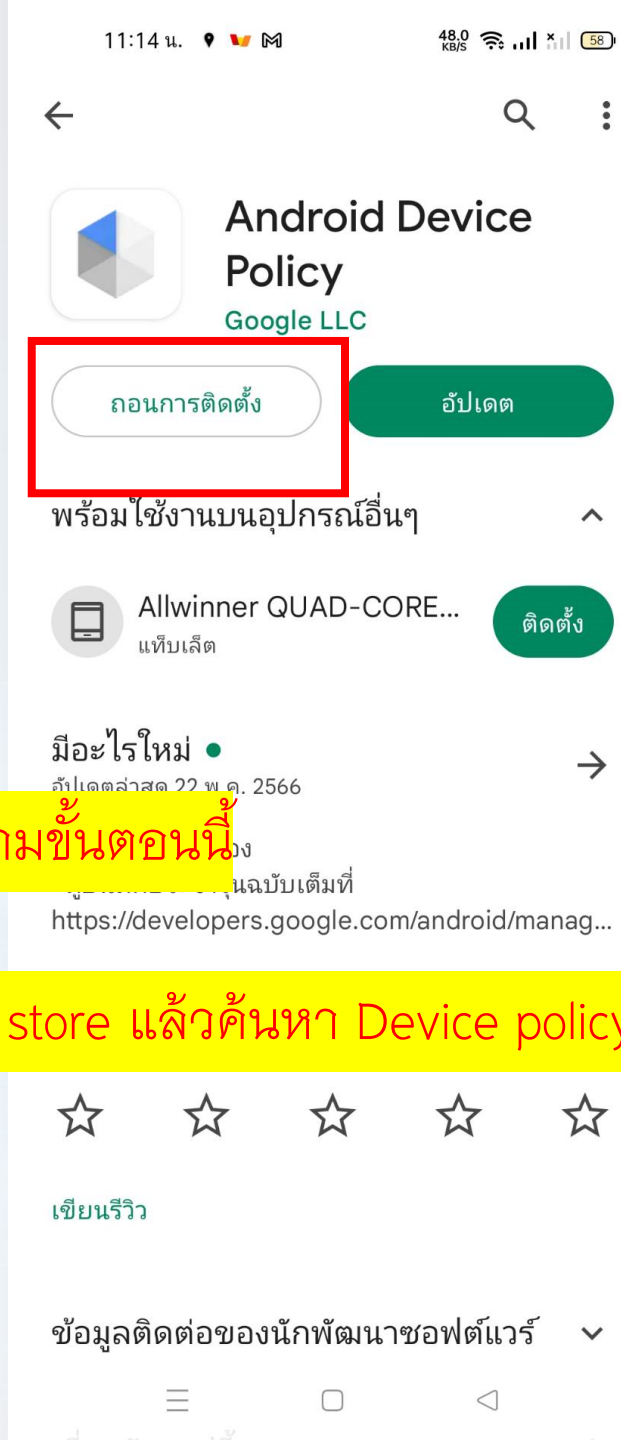 11:14 น.
48.0 KB/S
58
Android Device
Policy
Google LLC
ถอนการติดตั้ง
อัปเดต
พร้อมใช้งานบนอุปกรณ์อื่นๆ
Allwinner QUAD-CORE...
ติดตั้ง
แท็บเล็ต
มีอะไรใหม่
อัปเดตล่าสุด 22 พ.ค. 2566
ขั้นตอนนี้
ฉบับเต็มที่
https://developers.google.com/android/manag...
store แล้วค้นหา Device policy
เขียนรีวิว
ข้อมูลติดต่อของนักพัฒนาซอฟต์แวร์